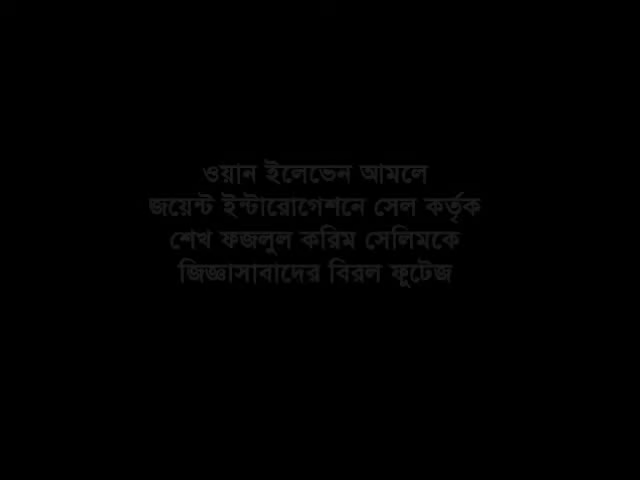 ওয়ান ইলেভেন আমলে
জয়েন্ট ইন্টারোগেশনে সেল কর্তৃক
শেখ ফজলুল করিম সেলিমকে
জিজ্ঞাসাবাদের বিরল ফুটেজ